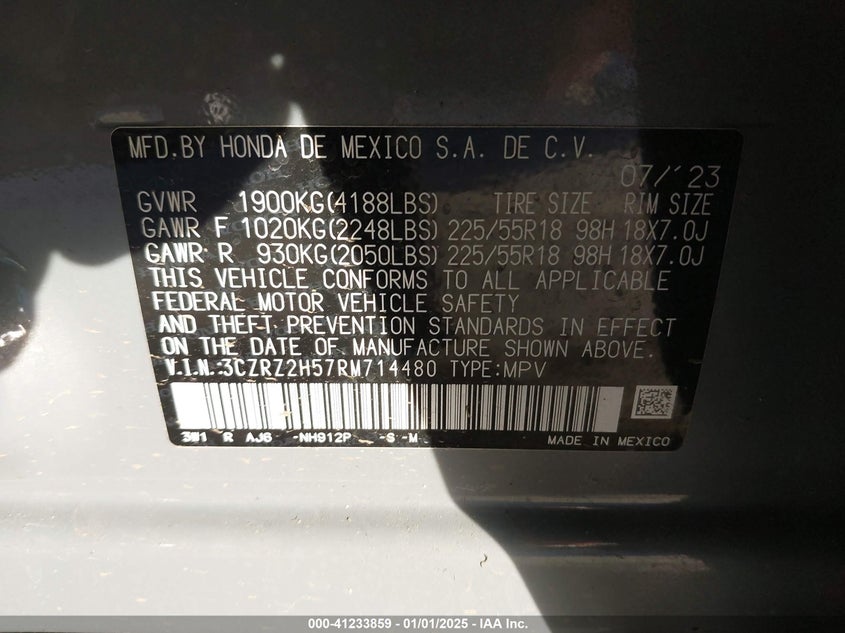 MFD.BY HONDA DE MEXICO S.A. DE C.V.
07/'23
GVWR 1900KG(4188LBS) TIRE SIZE RIM SIZE
GAWR F 1020KG(2248LBS) 225/55R18 98H 18X7.0J
GAWR R 930KG(2050LBS) 225/55R18 98H 18X7.0J
THIS VEHICLE CONFORMS TO ALL APPLICABLE
FEDERAL MOTOR VEHICLE SAFETY
AND THEFT PREVENTION STANDARDS IN EFFECT
ON THE DATE OF MANUFACTURE SHOWN ABOVE.
V.I.N.:3CZRZ2H57RM714480 TYPE:MPV
3W1 R AJ6 -NH912P -S -M MADE IN MEXICO
000-41233859 / 01/01/2025 - IAA Inc.